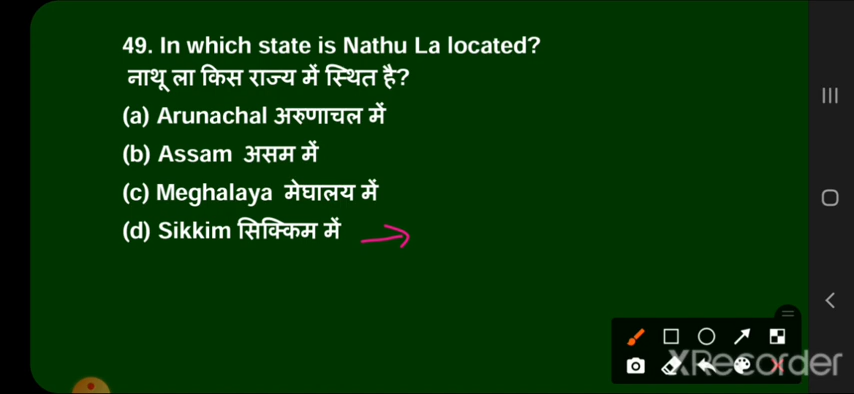 49. In which state is Nathu La located?
नाथू ला किस राज्य में स्थित है?
(a) Arunachal अरुणाचल में
(b) Assam असम में
(c) Meghalaya मेघालय में
(d) Sikkim सिक्किम में
XRecorder